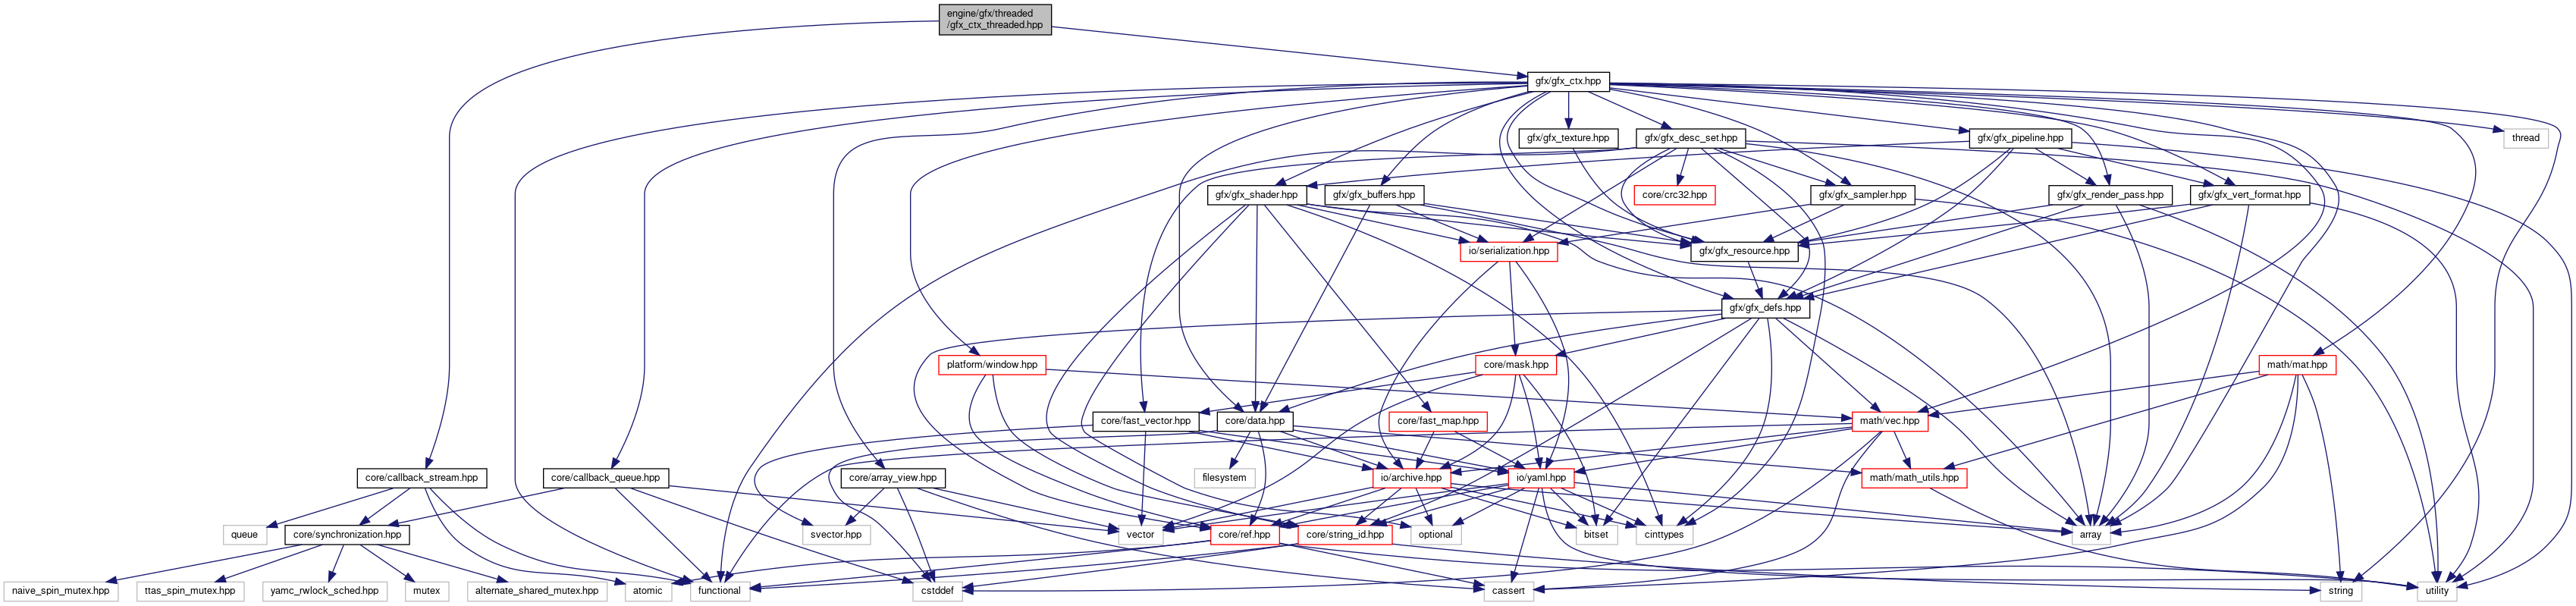 engine/gfx/threaded
/gfx_ctx_threaded.hpp
gfx/gfx_ctx.hpp
gfx/gfx_texture.hpp
gfx/gfx_desc_set.hpp
gfx/gfx_pipeline.hpp
thread
gfx/gfx_shader.hpp
gfx/gfx_buffers.hpp
core/crc32.hpp
gfx/gfx_sampler.hpp
gfx/gfx_render_pass.hpp
gfx/gfx_vert_format.hpp
io/serialization.hpp
gfx/gfx_resource.hpp
gfx/gfx_defs.hpp
platform/window.hpp
core/mask.hpp
math/mat.hpp
core/fast_vector.hpp
core/data.hpp
core/fast_map.hpp
math/vec.hpp
core/callback_stream.hpp
core/callback_queue.hpp
core/array_view.hpp
filesystem
io/archive.hpp
io/yaml.hpp
math/math_utils.hpp
queue
core/synchronization.hpp
svector.hpp
vector
core/ref.hpp
core/string_id.hpp
optional
bitset
cinttypes
array
naive_spin_mutex.hpp
ttas_spin_mutex.hpp
yamc_rwlock_sched.hpp
mutex
alternate_shared_mutex.hpp
atomic
functional
cstddef
cassert
string
utility